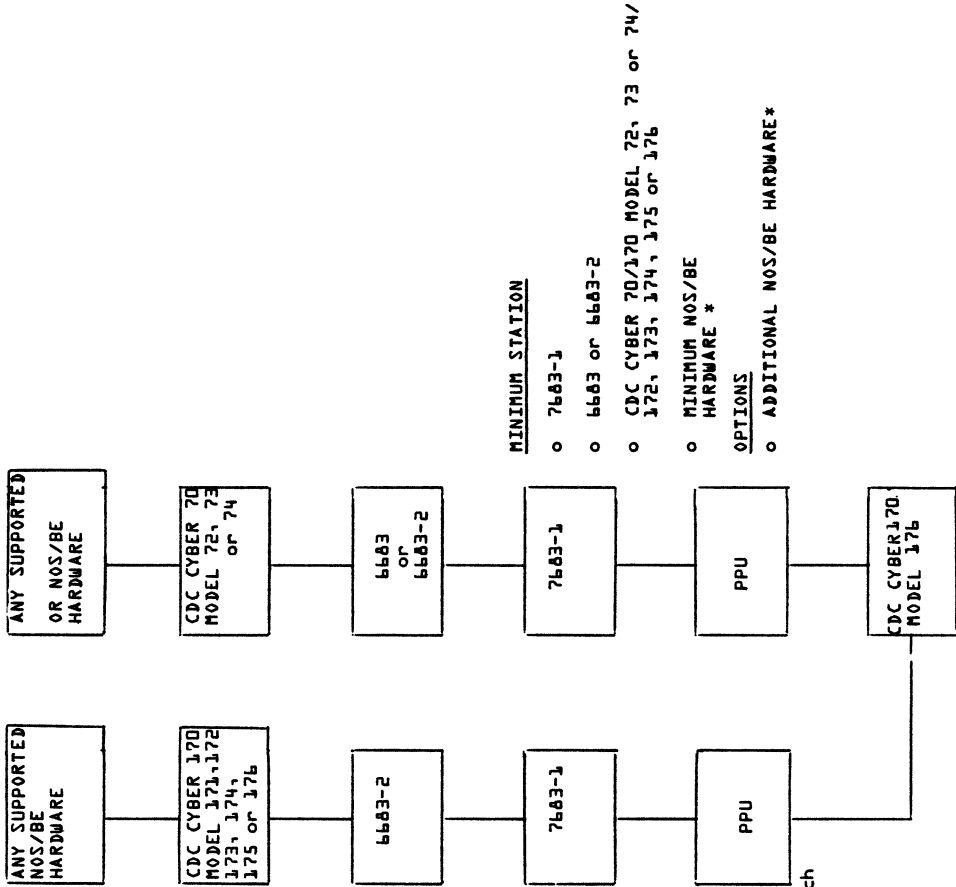 ANY SUPPORTED
NOS/BE
HARDWARE
CDC CYBER 170
MODEL 171,172
173, 174,
175 or 176
6683-2
7683-1
PPU
ch
ANY SUPPORTED
OR NOS/BE
HARDWARE
CDC CYBER 70
MODEL 72, 73
or 74
6683
or
6683-2
7683-1
PPU
CDC CYBER170
MODEL 176
MINIMUM STATION
o 7683-1
o 6683 or 6683-2
o CDC CYBER 70/170 MODEL 72, 73 or 74/
172, 173, 174, 175 or 176
o MINIMUM NOS/BE
HARDWARE *
OPTIONS
o ADDITIONAL NOS/BE HARDWARE*